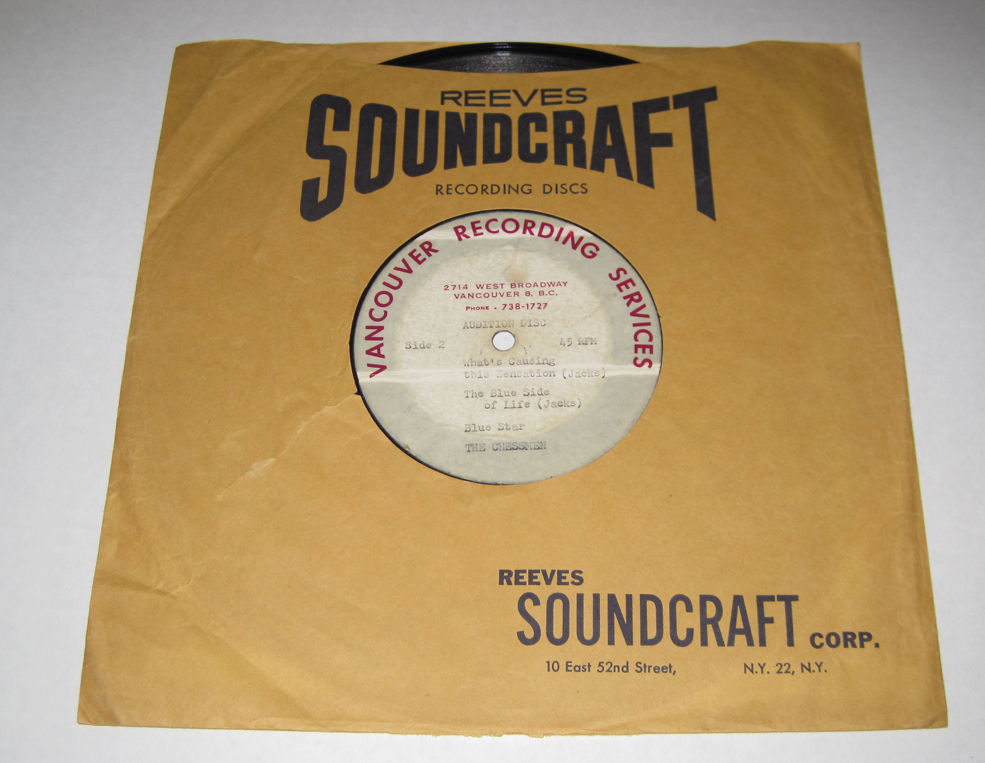 REEVES
SOUNDCRAFT
RECORDING DISCS
VANCOUVER RECORDING SERVICES
2714 WEST BROADWAY
VANCOUVER 8, B.C.
PHONE • 738-1727
AUDITION DISC
Side 2 ( ) 45 RPM
What's Causing
this Sensation (Jacks)
The Blue Side
of Life (Jacks)
Blue Star
THE CHESSMEN
REEVES
SOUNDCRAFT CORP.
10 East 52nd Street, N.Y. 22, N.Y.